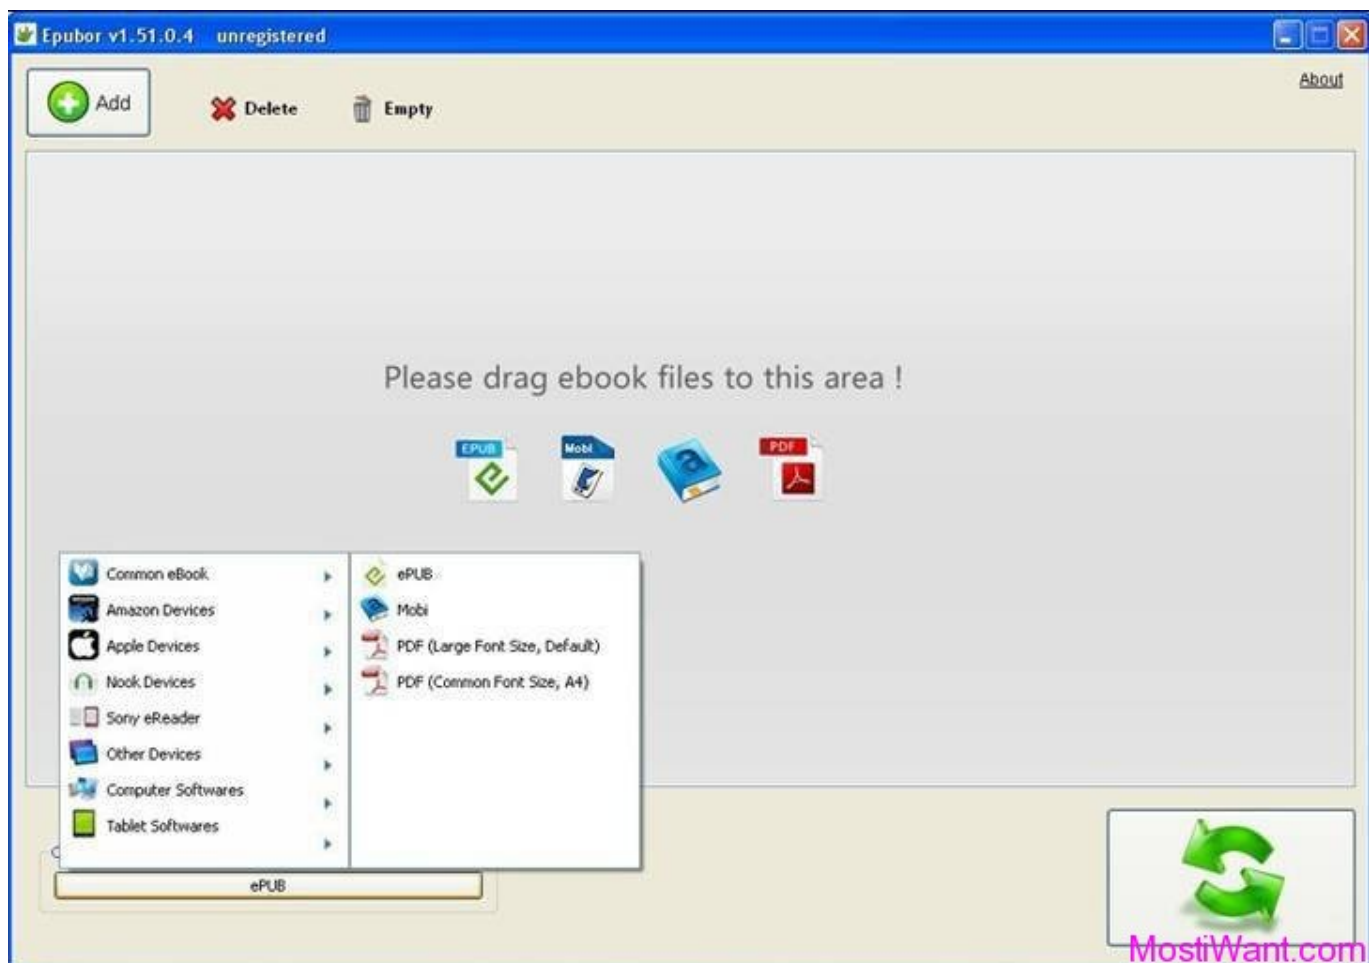 Epubor v1.51.0.4 unregistered
Add
Delete
Empty
About
Please drag ebook files to this area !
EPUB
Mobi
a
PDF
Common eBook
Amazon Devices
Apple Devices
Nook Devices
Sony eReader
Other Devices
Computer Softwares
Tablet Softwares
ePUB
Mobi
PDF (Large Font Size, Default)
PDF (Common Font Size, A4)
ePUB
MostiWant.com